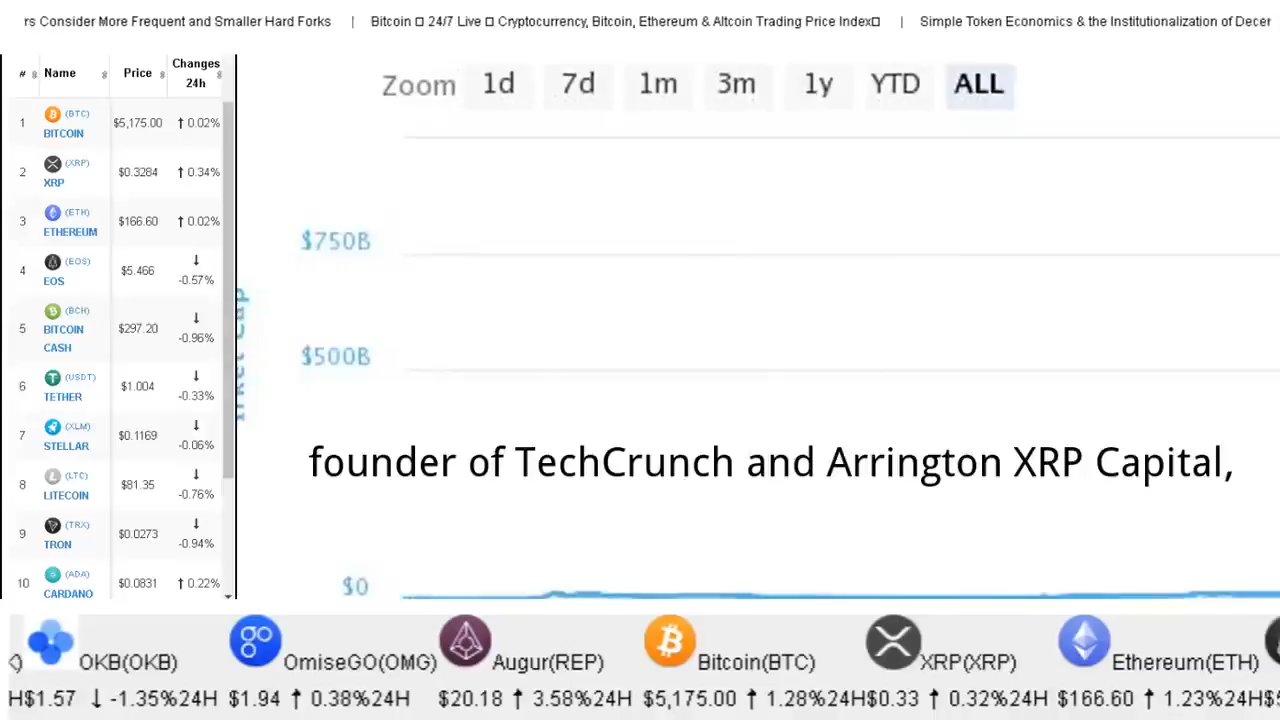 rs Consider More Frequent and Smaller Hard Forks | Bitcoin □ 24/7 Live □ Cryptocurrency, Bitcoin, Ethereum & Altcoin Trading Price Index□ | Simple Token Economics & the Institutionalization of Decer
# Name Price Changes 24h
1 (BTC) BITCOIN $5,175.00 ↑ 0.02%
2 (XRP) XRP $0.3284 ↑ 0.34%
3 (ETH) ETHEREUM $166.60 ↑ 0.02%
4 (EOS) EOS $5.466 ↓ -0.57%
5 (BCH) BITCOIN CASH $297.20 ↓ -0.96%
6 (USDT) TETHER $1.004 ↓ -0.33%
7 (XLM) STELLAR $0.1169 ↓ -0.06%
8 (LTC) LITECOIN $81.35 ↓ -0.76%
9 (TRX) TRON $0.0273 ↓ -0.94%
10 (ADA) CARDANO $0.0831 ↑ 0.22%
Zoom 1d 7d 1m 3m 1y YTD ALL
$750B
$500B
founder of TechCrunch and Arrington XRP Capital,
$0
OKB(OKB) OmiseGO(OMG) Augur(REP) Bitcoin(BTC) XRP(XRP) Ethereum(ETH)
H$1.57 ↓ -1.35%24H $1.94 ↑ 0.38%24H $20.18 ↑ 3.58%24H $5,175.00 ↑ 1.28%24H$0.33 ↑ 0.32%24H $166.60 ↑ 1.23%24H